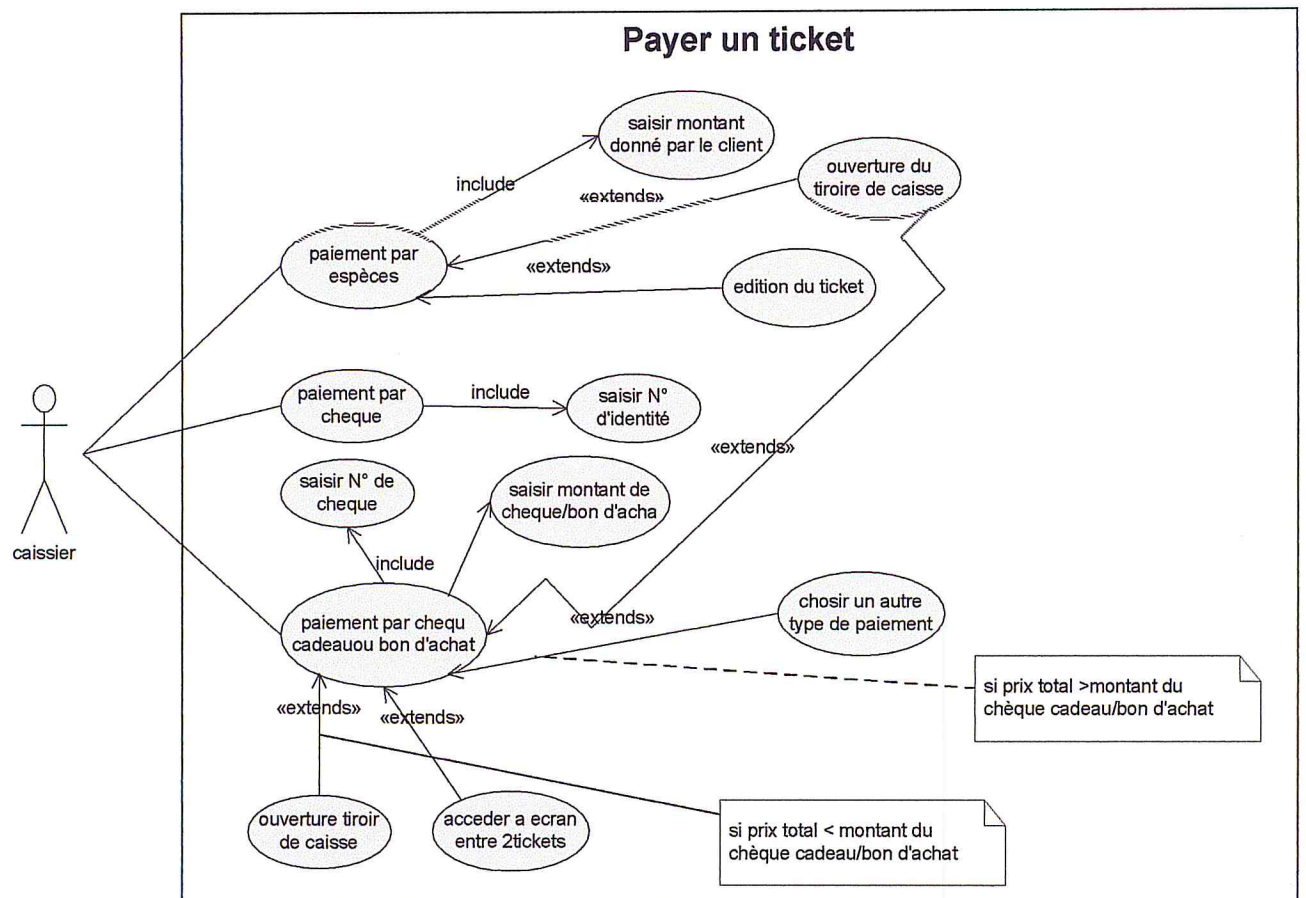 Payer un ticket
saisir montant
donné par le client
ouverture du
tiroire de caisse
include
«extends»
paiement par
espèces
«extends»
edition du ticket
paiement par
cheque
include
saisir N°
d'identité
«extends»
saisir N° de
cheque
saisir montant de
cheque/bon d'acha
caissier
include
paiement par chequ
cadeauou bon d'achat
«extends»
chosir un autre
type de paiement
si prix total >montant du
chèque cadeau/bon d'achat
«extends»
«extends»
ouverture tiroir
de caisse
acceder a ecran
entre 2tickets
si prix total < montant du
chèque cadeau/bon d'achat